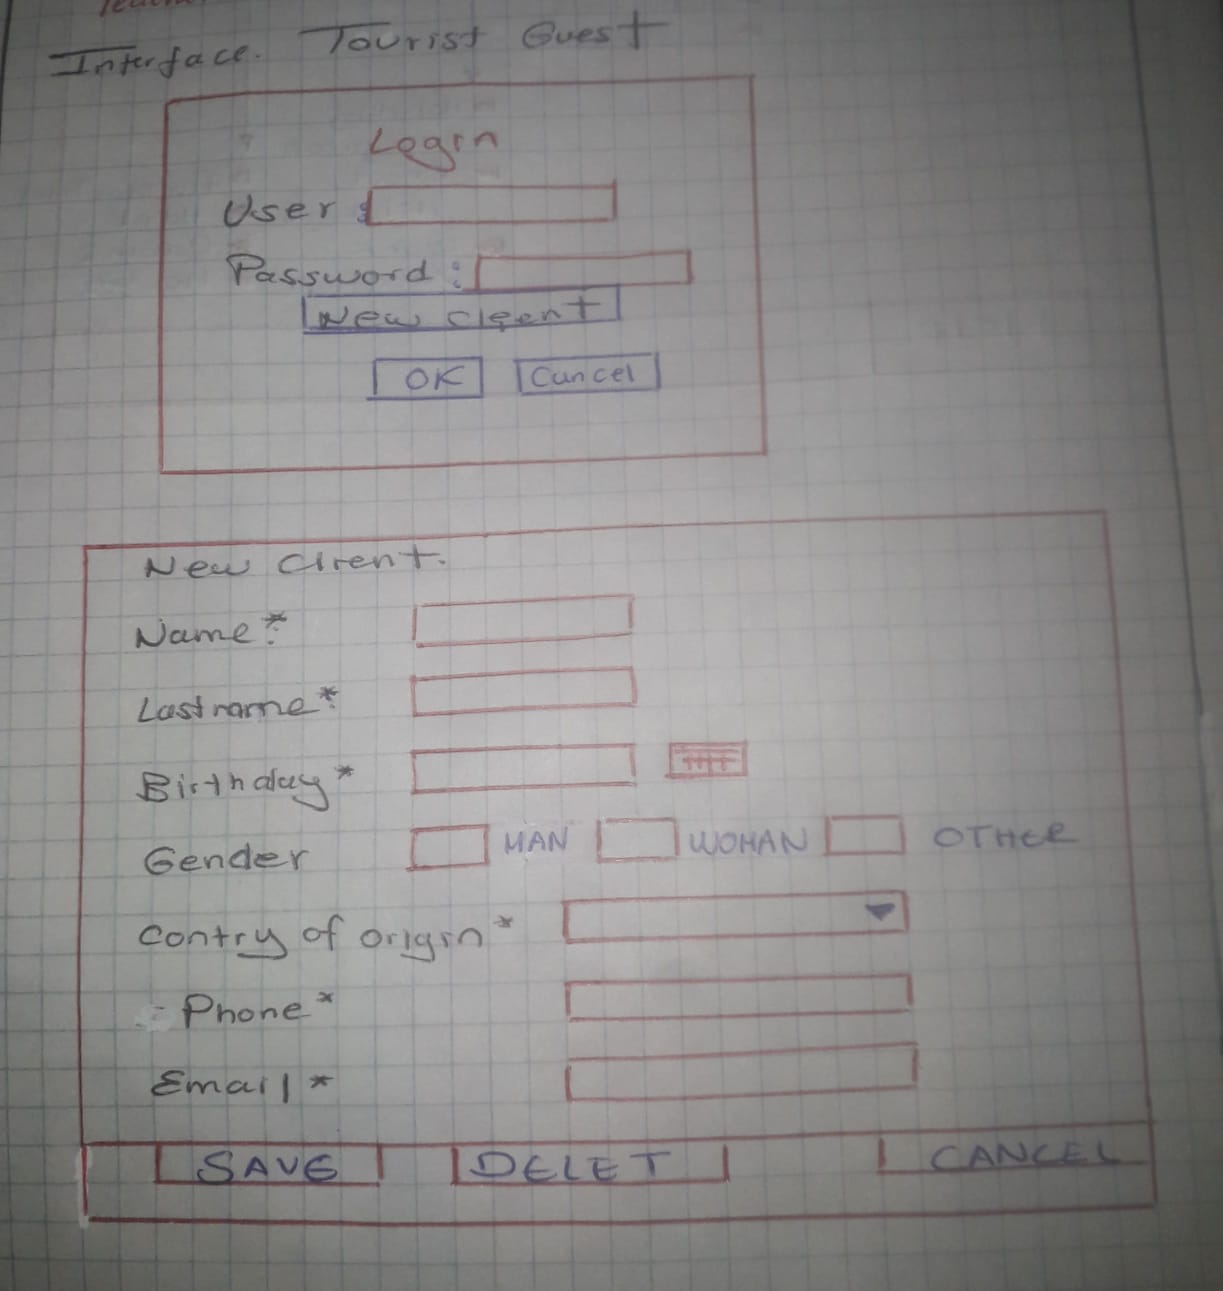 Interface. Tourist Guest
Login
User :
Password :
New client
OK Cancel
New Client.
Name*:
Lastname*:
Birthday*
Gender MAN WOMAN OTHER
Contry of origin*
- Phone*
Email*
SAVE DELET CANCEL